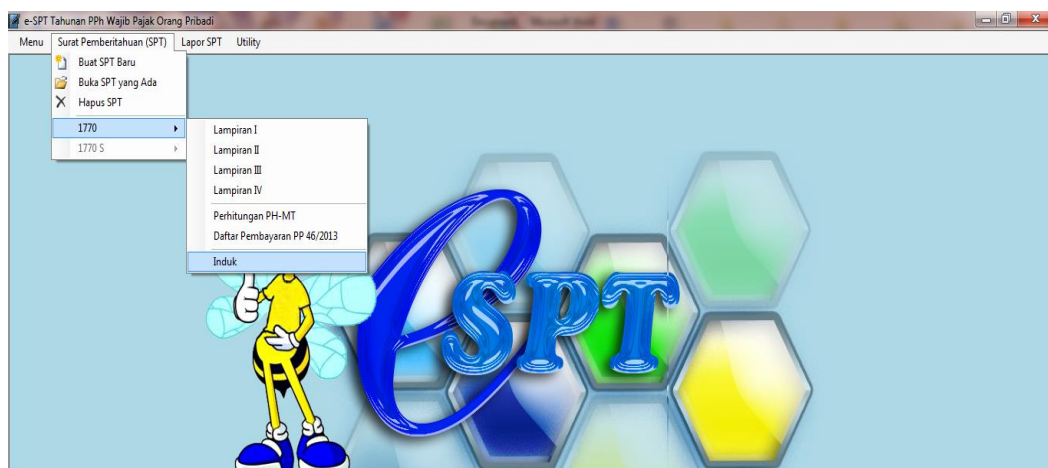 e-SPT Tahunan PPh Wajib Pajak Orang Pribadi
Menu Surat Pemberitahuan (SPT) Lapor SPT Utility
Buat SPT Baru
Buka SPT yang Ada
Hapus SPT
1770
1770 S
Lampiran I
Lampiran II
Lampiran III
Lampiran IV
Perhitungan PH-MT
Daftar Pembayaran PP 46/2013
Induk
eSPT